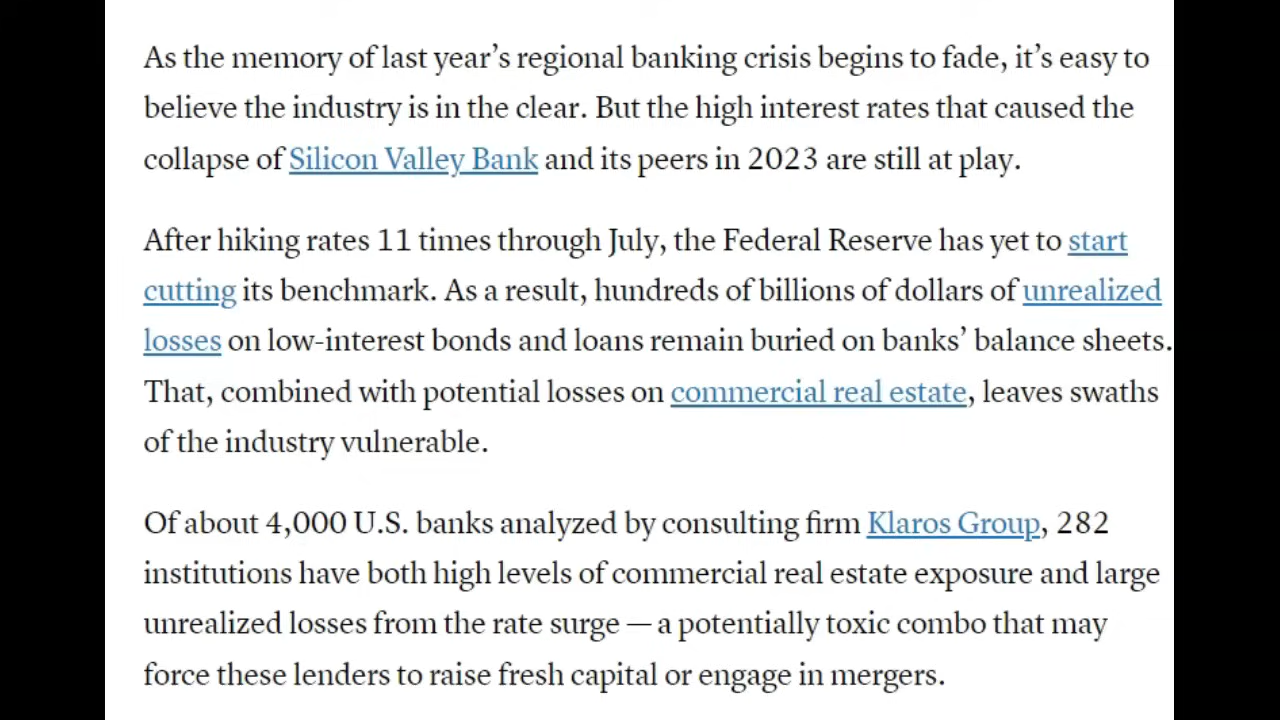 As the memory of last year’s regional banking crisis begins to fade, it’s easy to
believe the industry is in the clear. But the high interest rates that caused the
collapse of Silicon Valley Bank and its peers in 2023 are still at play.
After hiking rates 11 times through July, the Federal Reserve has yet to start
cutting its benchmark. As a result, hundreds of billions of dollars of unrealized
losses on low-interest bonds and loans remain buried on banks’ balance sheets.
That, combined with potential losses on commercial real estate, leaves swaths
of the industry vulnerable.
Of about 4,000 U.S. banks analyzed by consulting firm Klaros Group, 282
institutions have both high levels of commercial real estate exposure and large
unrealized losses from the rate surge — a potentially toxic combo that may
force these lenders to raise fresh capital or engage in mergers.